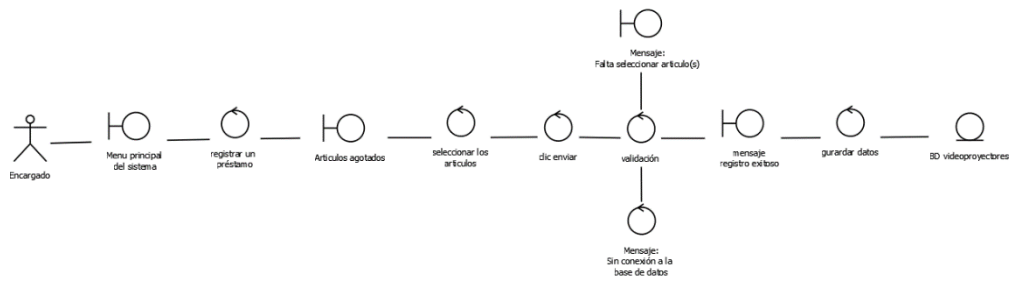 Mensaje:
Falta seleccionar articulo(s)
Encargado
Menu principal
del sistema
registrar un
préstamo
Articulos agotados
seleccionar los
articulos
clic enviar
validación
mensaje
registro exitoso
gurardar datos
BD videoproyectores
Mensaje:
Sin conexión a la
base de datos